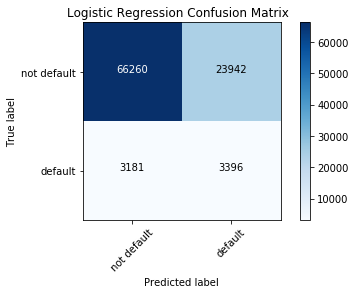 Logistic Regression Confusion Matrix
True label
not default
default
66260
23942
3181
3396
not default
default
Predicted label
60000
50000
40000
30000
20000
10000